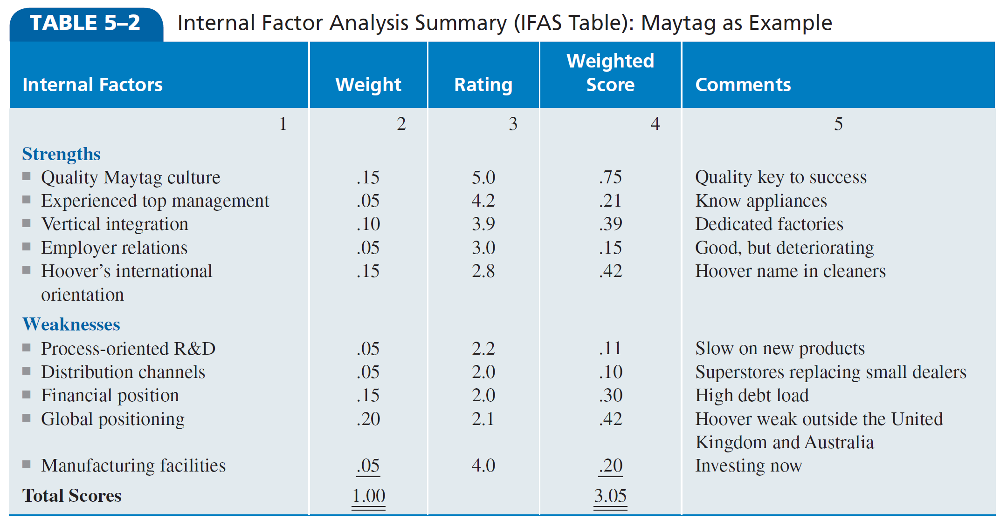 TABLE 5–2 Internal Factor Analysis Summary (IFAS Table): Maytag as Example
Internal Factors Weight Rating Weighted Score Comments
1 2 3 4 5
Strengths
■ Quality Maytag culture .15 5.0 .75 Quality key to success
■ Experienced top management .05 4.2 .21 Know appliances
■ Vertical integration .10 3.9 .39 Dedicated factories
■ Employer relations .05 3.0 .15 Good, but deteriorating
■ Hoover’s international .15 2.8 .42 Hoover name in cleaners
orientation
Weaknesses
■ Process-oriented R&D .05 2.2 .11 Slow on new products
■ Distribution channels .05 2.0 .10 Superstores replacing small dealers
■ Financial position .15 2.0 .30 High debt load
■ Global positioning .20 2.1 .42 Hoover weak outside the United
Kingdom and Australia
■ Manufacturing facilities .05 4.0 .20 Investing now
Total Scores 1.00 3.05